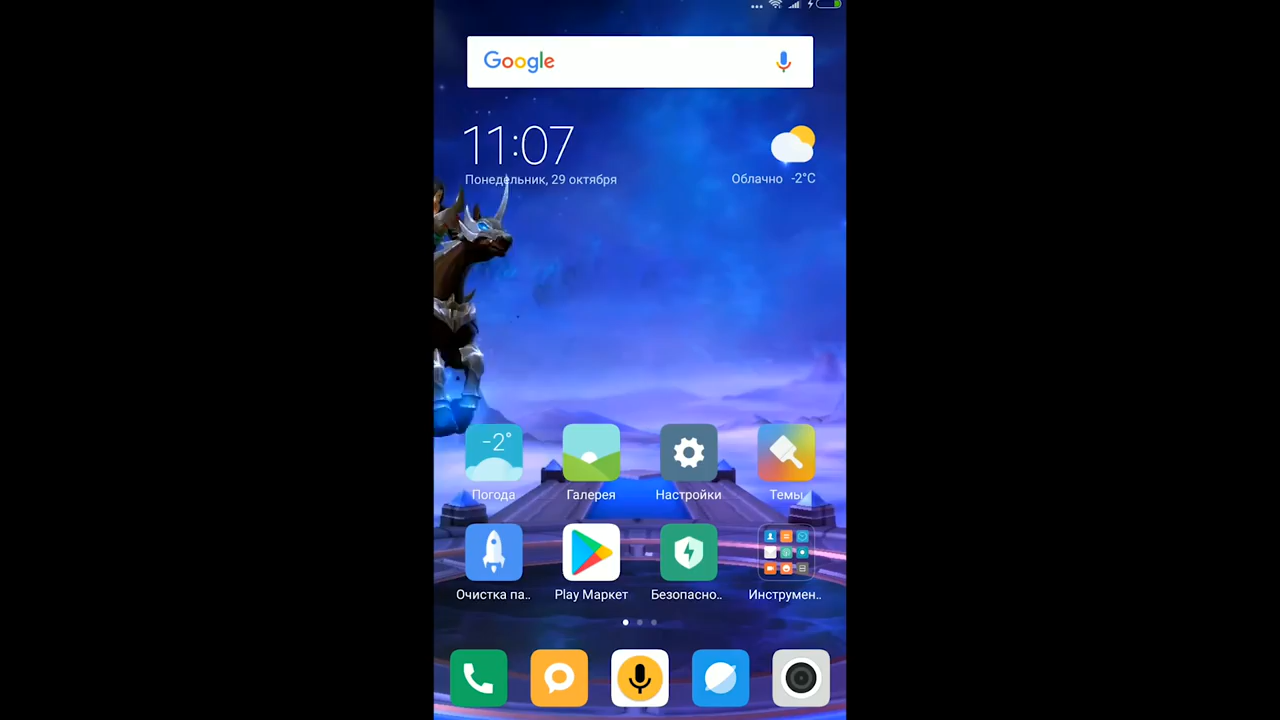 Google
11:07
Понедельник, 29 октября
Облачно -2°C
-2°
Погода
Галерея
Настройки
Темы
Очистка па..
Play Маркет
Безопасно..
Инструмен..